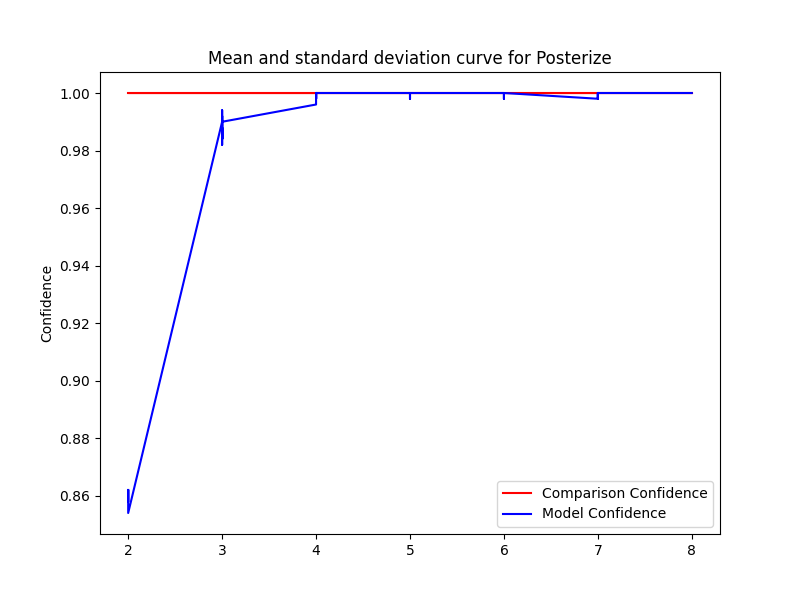 Mean and standard deviation curve for Posterize
1.00
0.98
0.96
0.94
0.92
0.90
0.88
0.86
Confidence
Comparison Confidence
Model Confidence
2 3 4 5 6 7 8